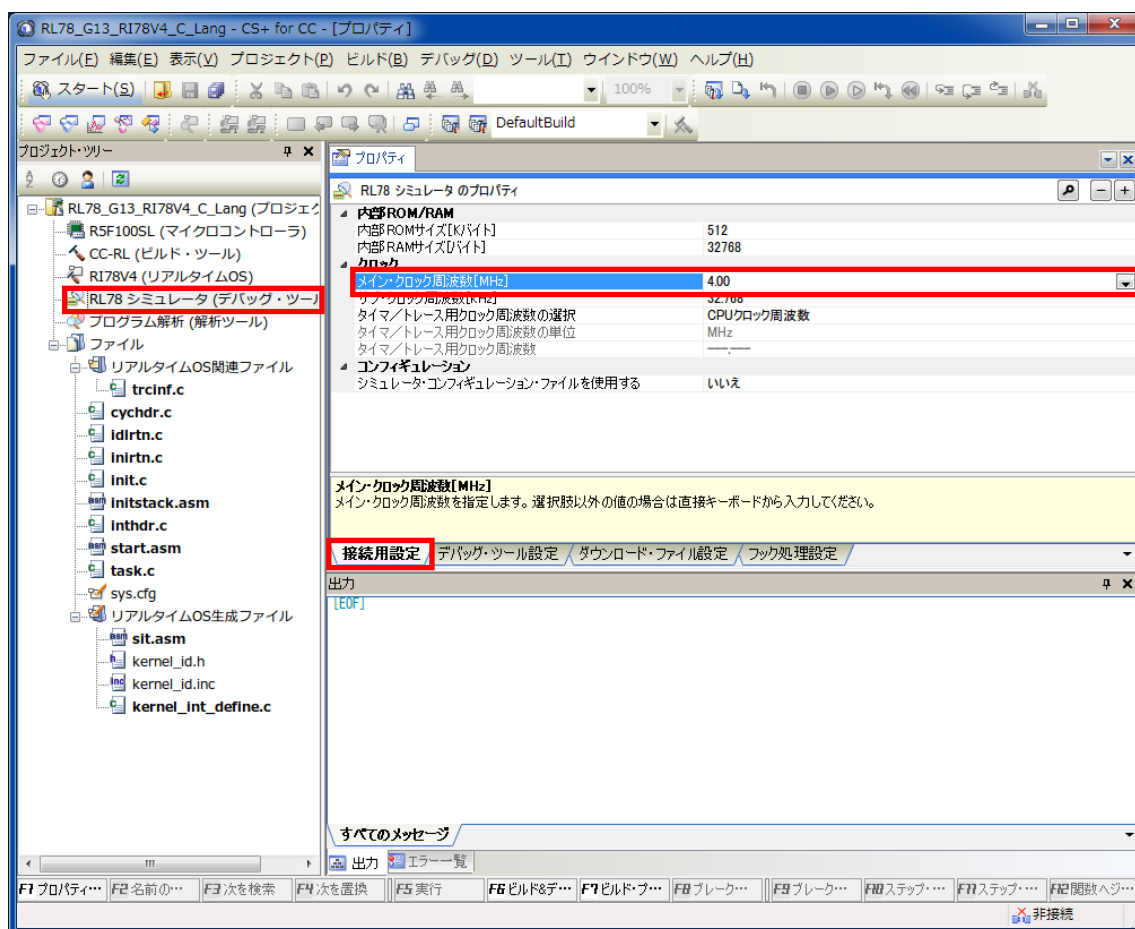 RL78_G13_RI78V4_C_Lang - CS+ for CC - [プロパティ]
ファイル(F) 編集(E) 表示(V) プロジェクト(P) ビルド(B) デバッグ(D) ツール(T) ウインドウ(W) ヘルプ(H)
スタート(S) 100%
DefaultBuild
プロジェクト・ツリー
RL78_G13_RI78V4_C_Lang (プロジェク
R5F100SL (マイクロコントローラ)
CC-RL (ビルド・ツール)
RI78V4 (リアルタイムOS)
RL78 シミュレータ (デバッグ・ツール
プログラム解析 (解析ツール)
ファイル
リアルタイムOS関連ファイル
trcinf.c
cychdr.c
idlrtn.c
inirtn.c
init.c
initstack.asm
inthdr.c
start.asm
task.c
sys.cfg
リアルタイムOS生成ファイル
sit.asm
kernel_id.h
kernel_id.inc
kernel_int_define.c
プロパティ
RL78 シミュレータ のプロパティ
内部ROM/RAM
内部ROMサイズ[Kバイト] 512
内部RAMサイズ[バイト] 32768
クロック
メイン・クロック周波数[MHz] 4.00
サブ・クロック周波数[KHz] 32.768
タイマ/トレース用クロック周波数の選択 CPUクロック周波数
タイマ/トレース用クロック周波数の単位 MHz
タイマ/トレース用クロック周波数 ---.---
コンフィギュレーション
シミュレータ・コンフィギュレーション・ファイルを使用する いいえ
メイン・クロック周波数[MHz]
メイン・クロック周波数を指定します。選択肢以外の値の場合は直接キーボードから入力してください。
接続用設定 デバッグ・ツール設定 ダウンロード・ファイル設定 フック処理設定
出力
[EOF]
すべてのメッセージ
出力 エラー一覧
F1 プロパティ… F2 名前の… F3 次を検索 F4 次を置換 F5 実行 F6 ビルド&デ… F7 ビルド・プ… F8 ブレーク… F9 ブレーク… F10 ステップ・… F11 ステップ・… F12 関数へジ…
非接続